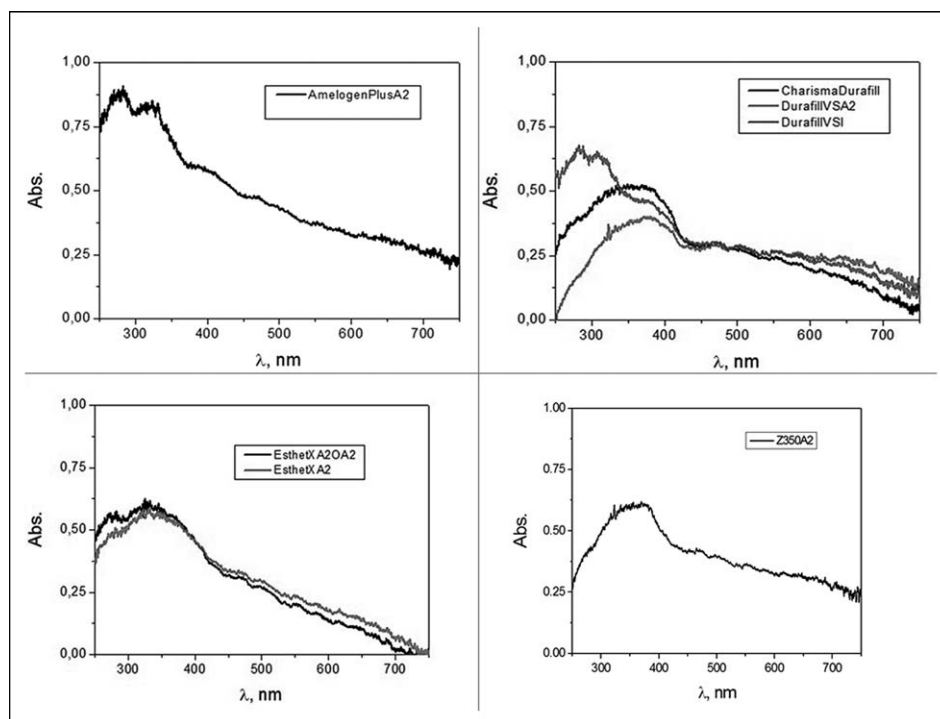 1,00
0,75
0,50
0,25
0,00
Abs.
AmelogenPlusA2
300 400 500 600 700
λ, nm
1,00
0,75
0,50
0,25
0,00
Abs.
CharismaDurafill
DurafillVSA2
DurafillVSI
300 400 500 600 700
λ, nm
1,00
0,75
0,50
0,25
0,00
Abs.
EsthetXA2OA2
EsthetXA2
300 400 500 600 700
λ, nm
1.00
0.75
0.50
0.25
0.00
Abs.
Z350A2
300 400 500 600 700
λ, nm